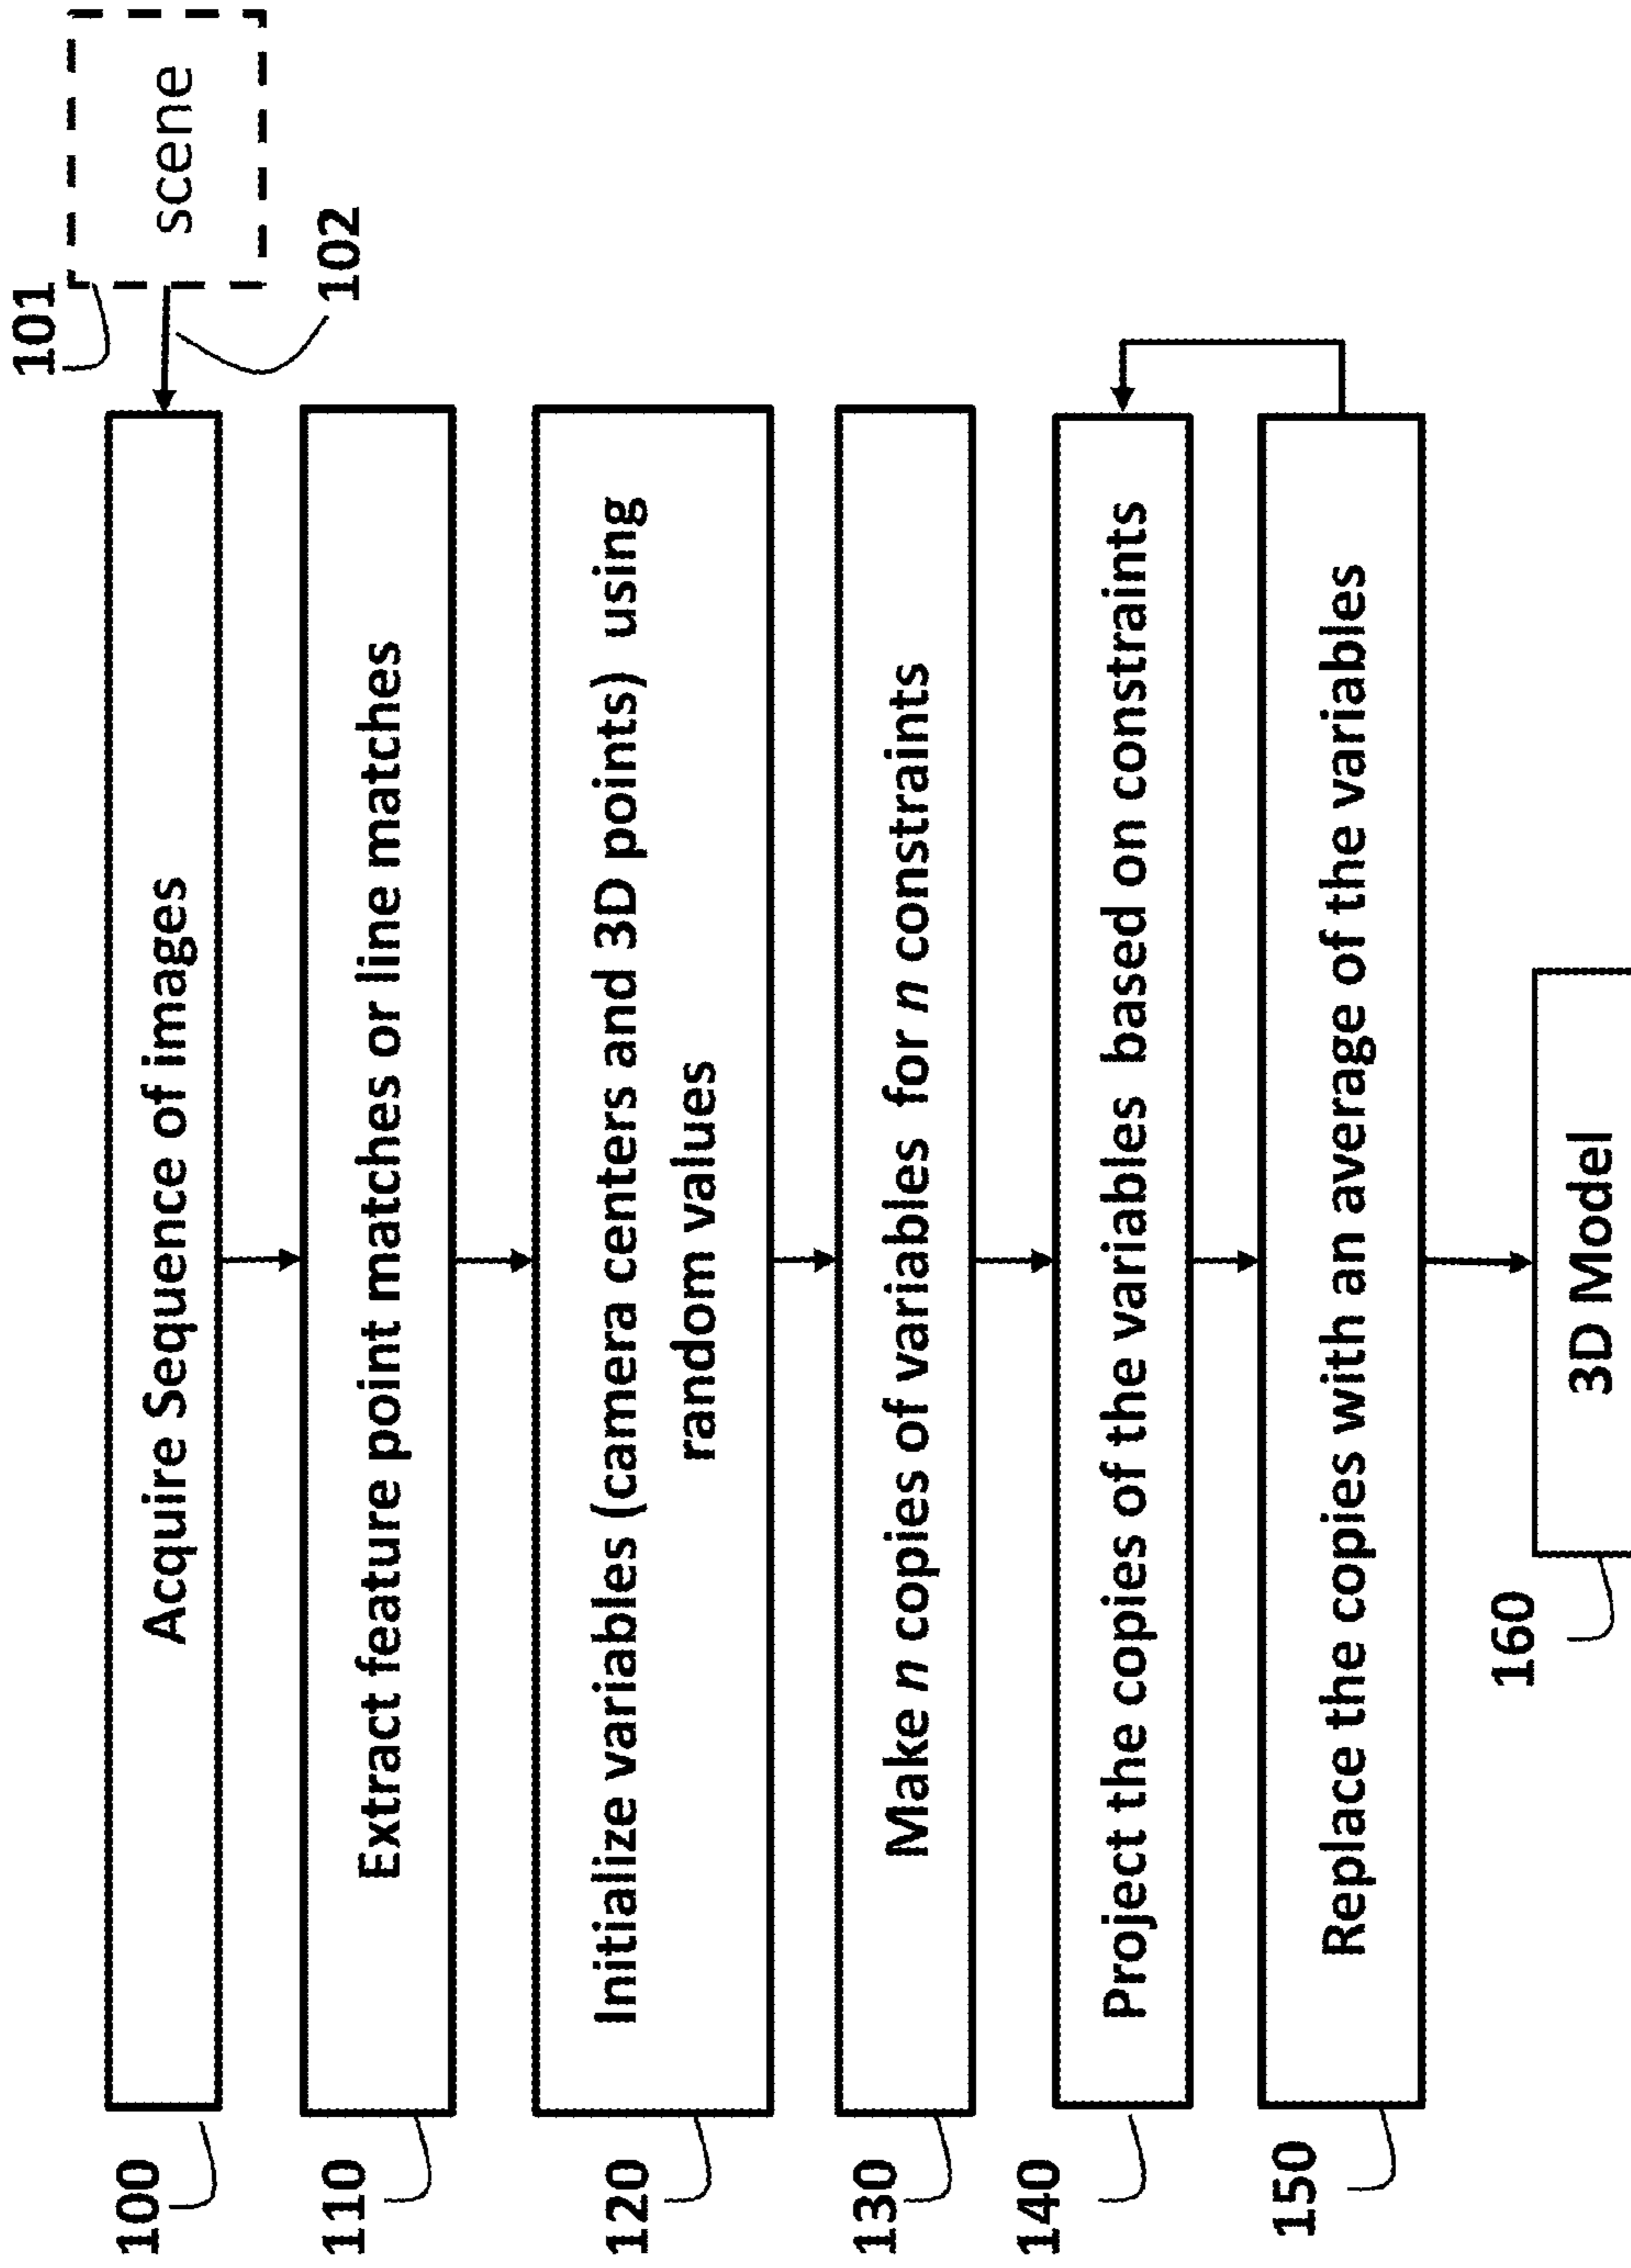 101
scene
102
100
Acquire Sequence of images
110
Extract feature point matches or line matches
120
Initialize variables (camera centers and 3D points) using
random values
130
Make n copies of variables for n constraints
140
Project the copies of the variables based on constraints
150
Replace the copies with an average of the variables
160
3D Model